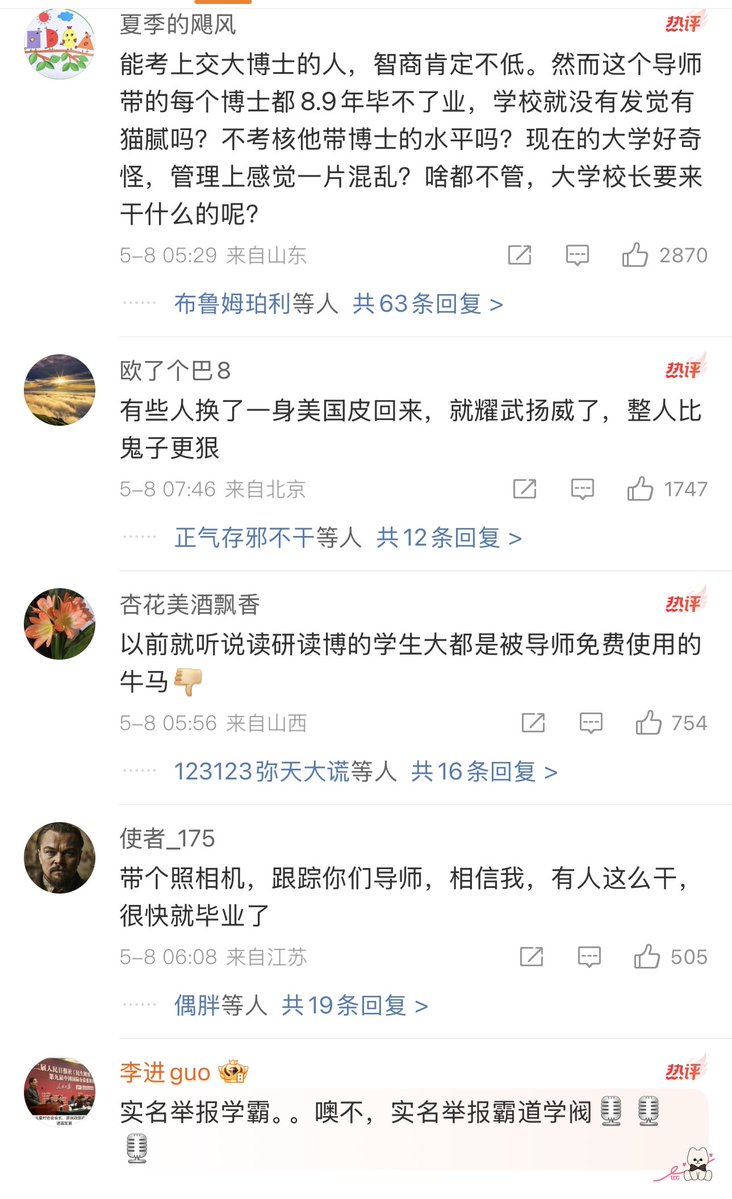 夏季的飓风
热评
能考上交大博士的人，智商肯定不低。然而这个导师
带的每个博士都8.9年毕不了业，学校就没有发觉有
猫腻吗？不考核他带博士的水平吗？现在的大学好奇
怪，管理上感觉一片混乱？啥都不管，大学校长要来
干什么的呢?
5-8 05:29 来自山东
2870
布鲁姆珀利等人 共63条回复 >
欧了个巴8
热评
有些人换了一身美国皮回来，就耀武扬威了，整人比
鬼子更狠
5-8 07:46 来自北京
1747
正气存邪不干等人 共12条回复 >
杏花美酒飘香
热评
以前就听说读研读博的学生大都是被导师免费使用的
牛马👎🏼
5-8 05:56 来自山西
754
123123弥天大谎等人 共16条回复 >
使者_175
热评
带个照相机，跟踪你们导师，相信我，有人这么干，
很快就毕业了
5-8 06:08 来自江苏
505
偶胖等人 共19条回复 >
李进guo
热评
实名举报学霸。。噢不，实名举报霸道学阀🎙️🎙️
🎙️